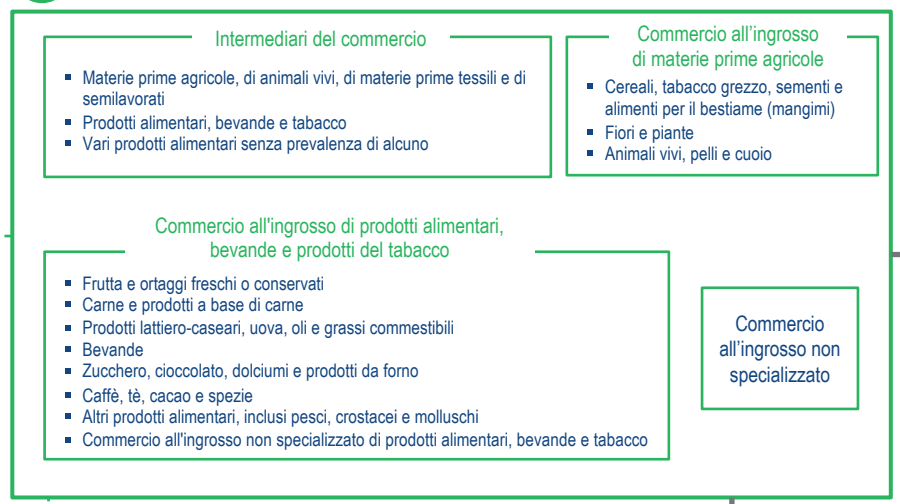 Intermediari del commercio
▪ Materie prime agricole, di animali vivi, di materie prime tessili e di
semilavorati
▪ Prodotti alimentari, bevande e tabacco
▪ Vari prodotti alimentari senza prevalenza di alcuno
Commercio all’ingrosso
di materie prime agricole
▪ Cereali, tabacco grezzo, sementi e
alimenti per il bestiame (mangimi)
▪ Fiori e piante
▪ Animali vivi, pelli e cuoio
Commercio all'ingrosso di prodotti alimentari,
bevande e prodotti del tabacco
▪ Frutta e ortaggi freschi o conservati
▪ Carne e prodotti a base di carne
▪ Prodotti lattiero-caseari, uova, oli e grassi commestibili
▪ Bevande
▪ Zucchero, cioccolato, dolciumi e prodotti da forno
▪ Caffè, tè, cacao e spezie
▪ Altri prodotti alimentari, inclusi pesci, crostacei e molluschi
▪ Commercio all'ingrosso non specializzato di prodotti alimentari, bevande e tabacco
Commercio
all’ingrosso non
specializzato